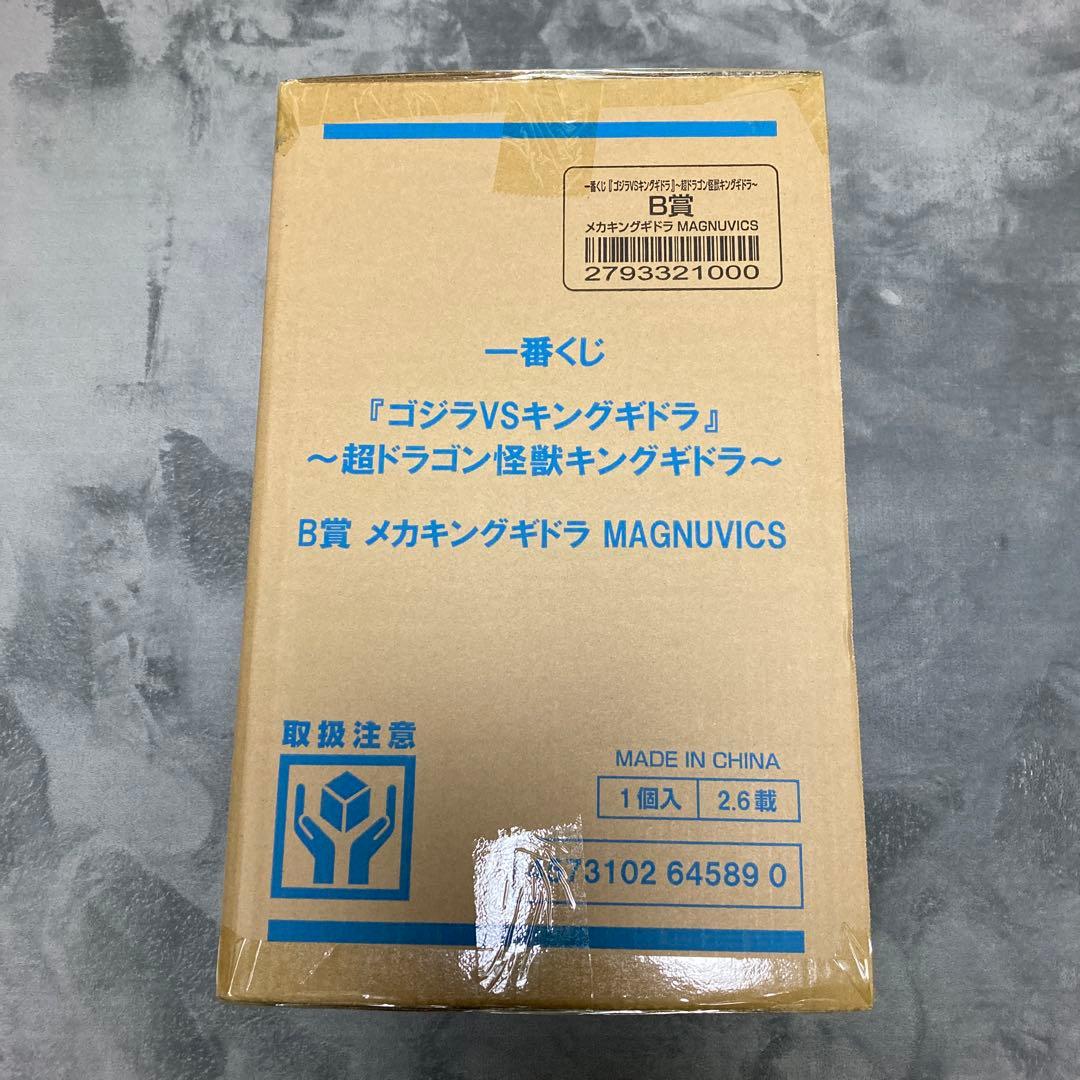 一番くじ『ゴジラVSキングギドラ』～超ドラゴン怪獣キングギドラ～
B賞
メカキングギドラ MAGNUVICS
2793321000
一番くじ
『ゴジラVSキングギドラ』
～超ドラゴン怪獣キングギドラ～
B賞 メカキングギドラ MAGNUVICS
取扱注意
MADE IN CHINA
1個入 2.6載
4573102 64589 0